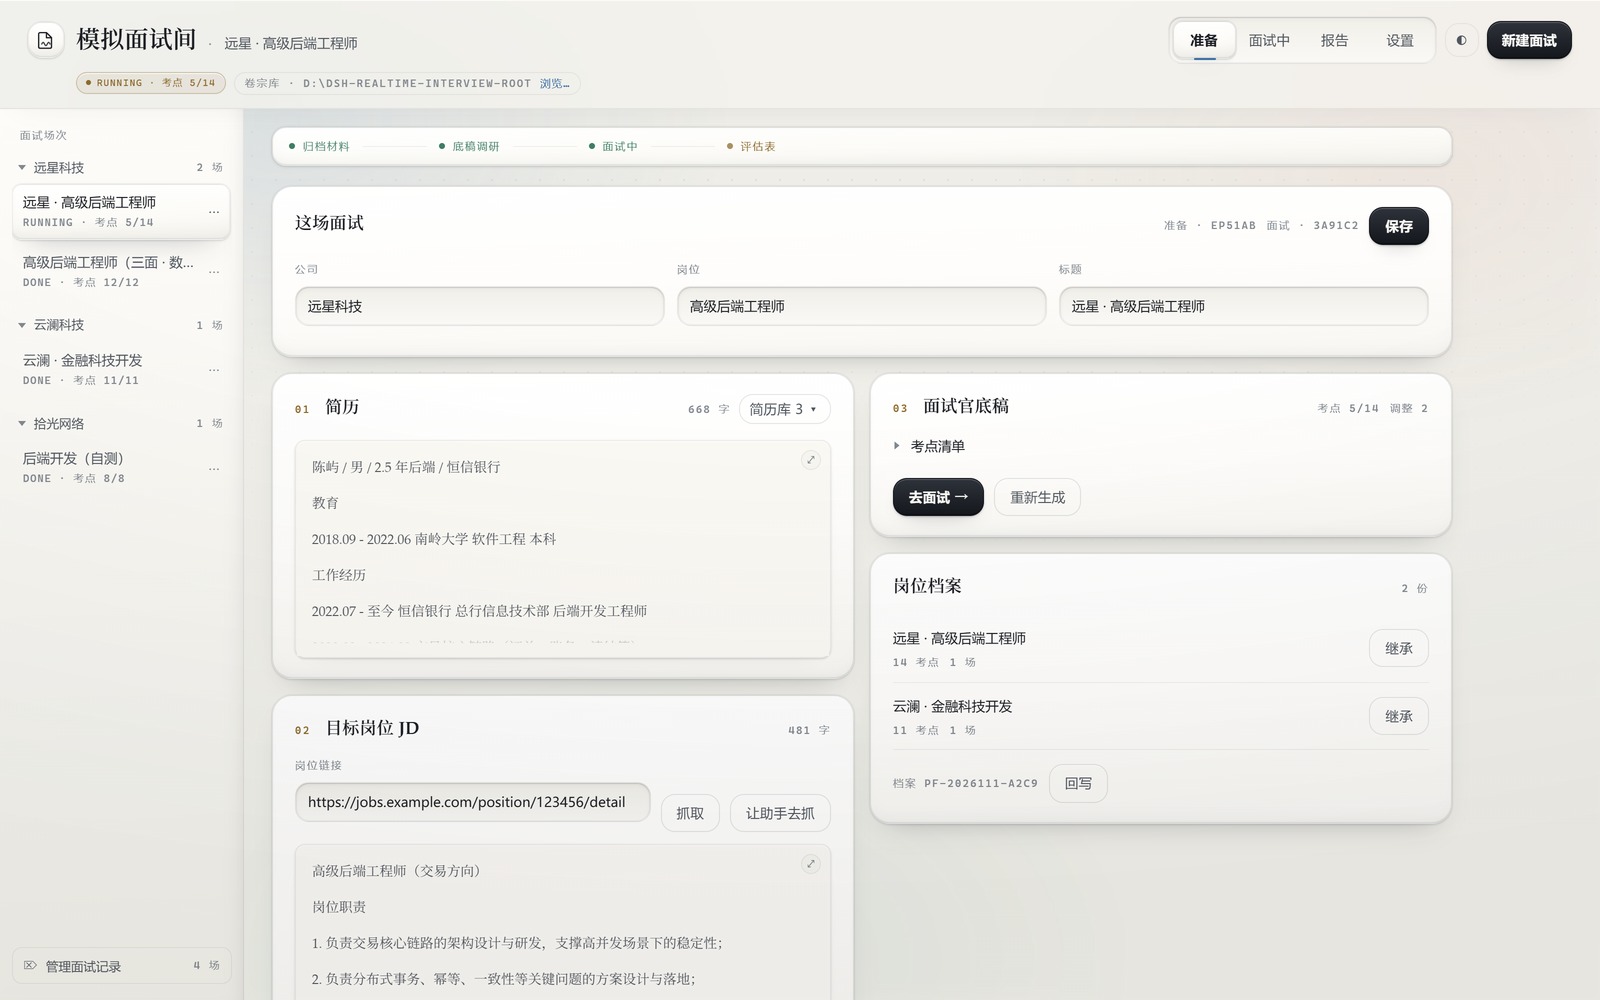 模拟面试间 · 远星 · 高级后端工程师
准备 面试中 报告 设置 新建面试
RUNNING · 考点 5/14
卷宗库 · D:\DSH-REALTIME-INTERVIEW-ROOT 浏览…
面试场次
远星科技 2 场
远星 · 高级后端工程师
RUNNING · 考点 5/14
…
高级后端工程师（三面 · 数…
DONE · 考点 12/12
…
云澜科技 1 场
云澜 · 金融科技开发
DONE · 考点 11/11
…
拾光网络 1 场
后端开发（自测）
DONE · 考点 8/8
…
管理面试记录 4 场
归档材料 底稿调研 面试中 评估表
这场面试
准备 · EP51AB 面试 · 3A91C2 保存
公司 岗位 标题
远星科技 高级后端工程师 远星 · 高级后端工程师
01 简历 668 字 简历库 3
陈屿 / 男 / 2.5 年后端 / 恒信银行
教育
2018.09 - 2022.06 南岭大学 软件工程 本科
工作经历
2022.07 - 至今 恒信银行 总行信息技术部 后端开发工程师
02 目标岗位 JD 481 字
岗位链接
https://jobs.example.com/position/123456/detail 抓取 让助手去抓
高级后端工程师（交易方向）
岗位职责
1. 负责交易核心链路的架构设计与研发，支撑高并发场景下的稳定性；
2. 负责分布式事务、幂等、一致性等关键问题的方案设计与落地；
03 面试官底稿 考点 5/14 调整 2
考点清单
去面试 → 重新生成
岗位档案 2 份
远星 · 高级后端工程师
14 考点 1 场
继承
云澜 · 金融科技开发
11 考点 1 场
继承
档案 PF-2026111-A2C9 回写